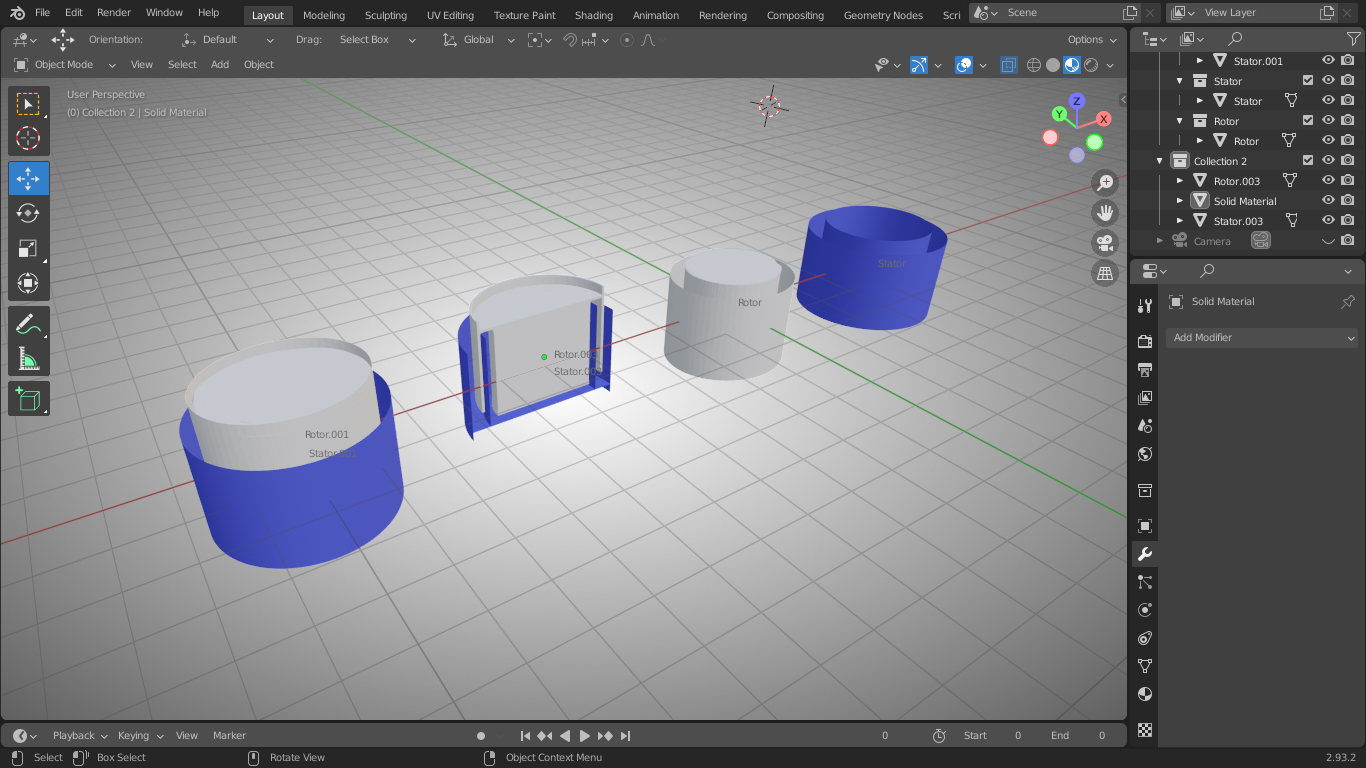 File Edit Render Window Help Layout Modeling Sculpting UV Editing Texture Paint Shading Animation Rendering Compositing Geometry Nodes Scri Scene View Layer
Orientation: Default Drag: Select Box Global Options
Object Mode View Select Add Object
User Perspective
(0) Collection 2 | Solid Material
Z
Y
X
Stator
Rotor
Rotor.00
Stator.00
Rotor.001
Stator
Stator.001
Stator
Stator
Rotor
Rotor
Collection 2
Rotor.003
Solid Material
Stator.003
Camera
Solid Material
Add Modifier
Playback Keying View Marker 0 Start 0 End 0
Select Box Select Rotate View Object Context Menu 2.93.2